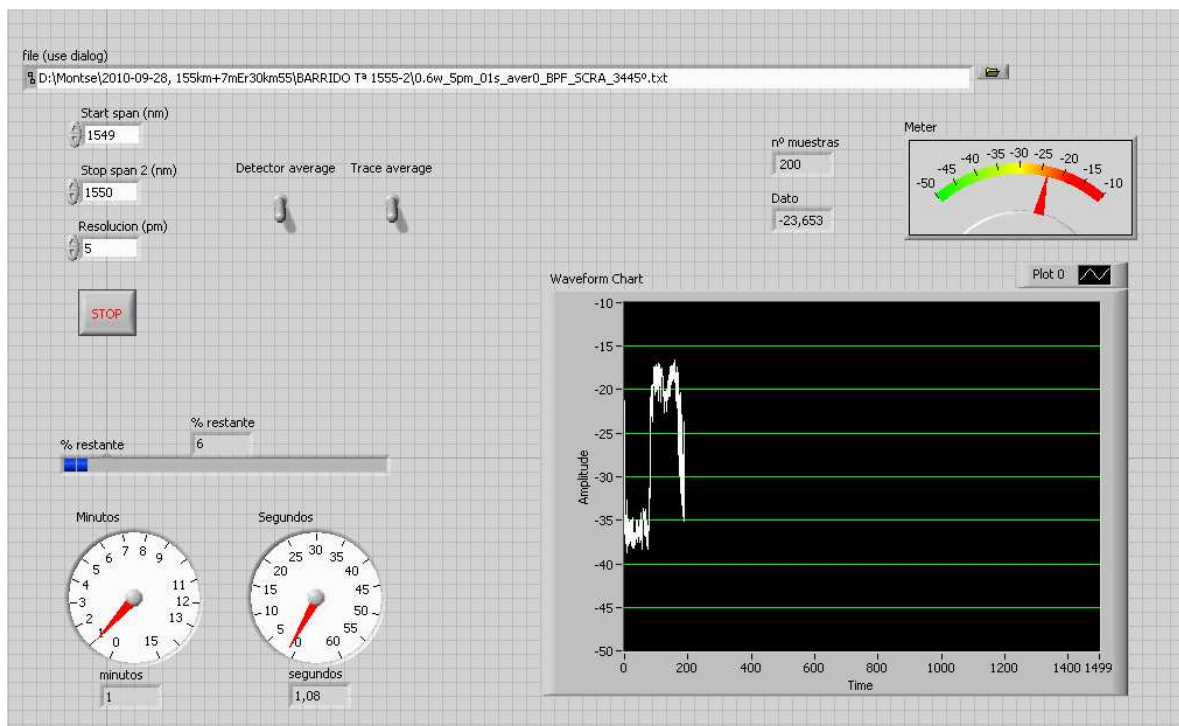 file (use dialog)
D:\Montse\2010-09-28, 155km+7mEr30km55\BARRIDO Tª 1555-2\0.6w_5pm_01s_aver0_BPF_SCRA_3445º.txt
Start span (nm)
1549
Stop span 2 (nm)
1550
Resolucion (pm)
5
Detector average
Trace average
STOP
nº muestras
200
Dato
-23,653
Meter
-50 -45 -40 -35 -30 -25 -20 -15 -10
Waveform Chart
Plot 0
-10
-15
-20
-25
-30
-35
-40
-45
-50
Amplitude
0 200 400 600 800 1000 1200 1400 1499
Time
% restante
6
% restante
Minutos
0 1 2 3 4 5 6 7 8 9 11 12 13 15
minutos
1
Segundos
0 5 10 15 20 25 30 35 40 45 50 55 60
segundos
1,08